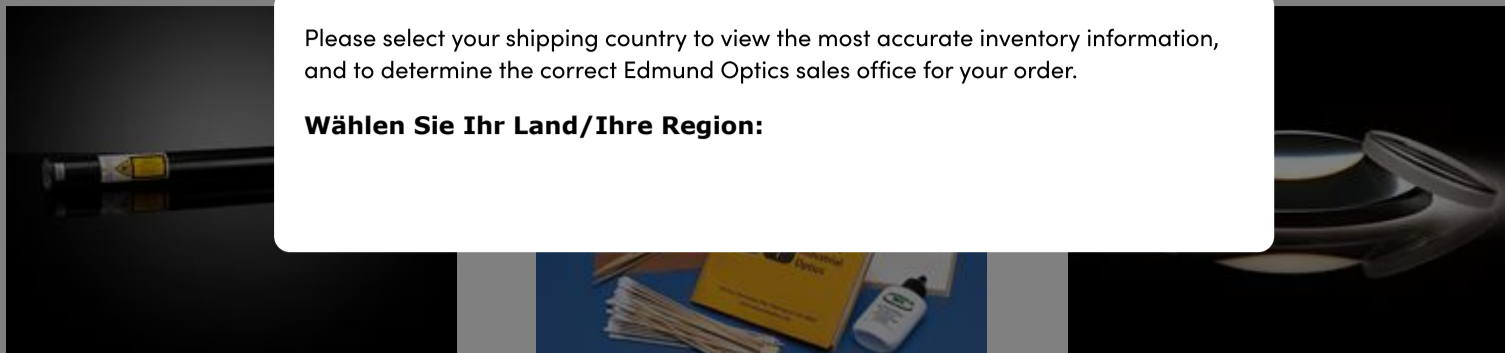 Please select your shipping country to view the most accurate inventory information,
and to determine the correct Edmund Optics sales office for your order.
Wählen Sie Ihr Land/Ihre Region:
Optics